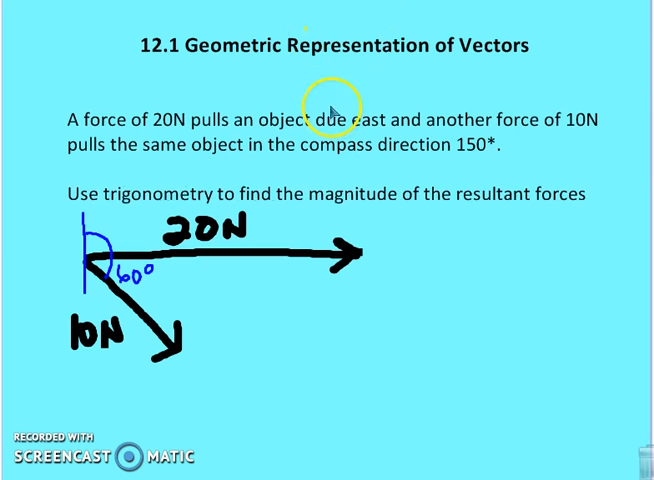 12.1 Geometric Representation of Vectors
A force of 20N pulls an object due east and another force of 10N
pulls the same object in the compass direction 150*.
Use trigonometry to find the magnitude of the resultant forces
20N
60°
10N
RECORDED WITH
SCREENCAST MATIC